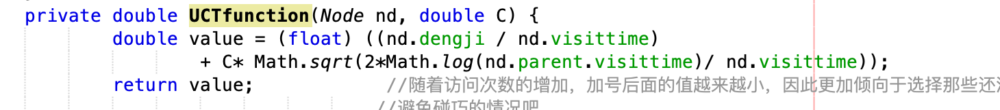 private double UCTfunction(Node nd, double C) {
double value = (float) ((nd.dengji / nd.visittime)
+ C* Math.sqrt(2*Math.log(nd.parent.visittime)/ nd.visittime));
return value; //随着访问次数的增加，加号后面的值越来越小，因此更加倾向于选择那些还
//避免碰巧的情况吧